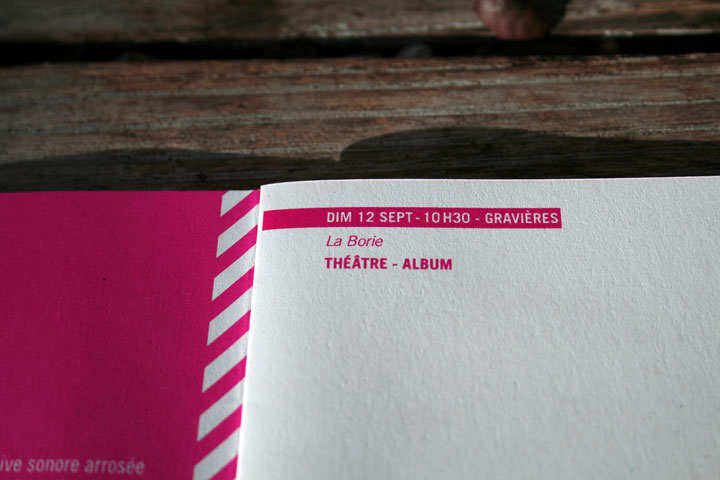 DIM 12 SEPT - 10H30 - GRAVIÈRES
La Borie
THÉÂTRE - ALBUM
sonore arrosée